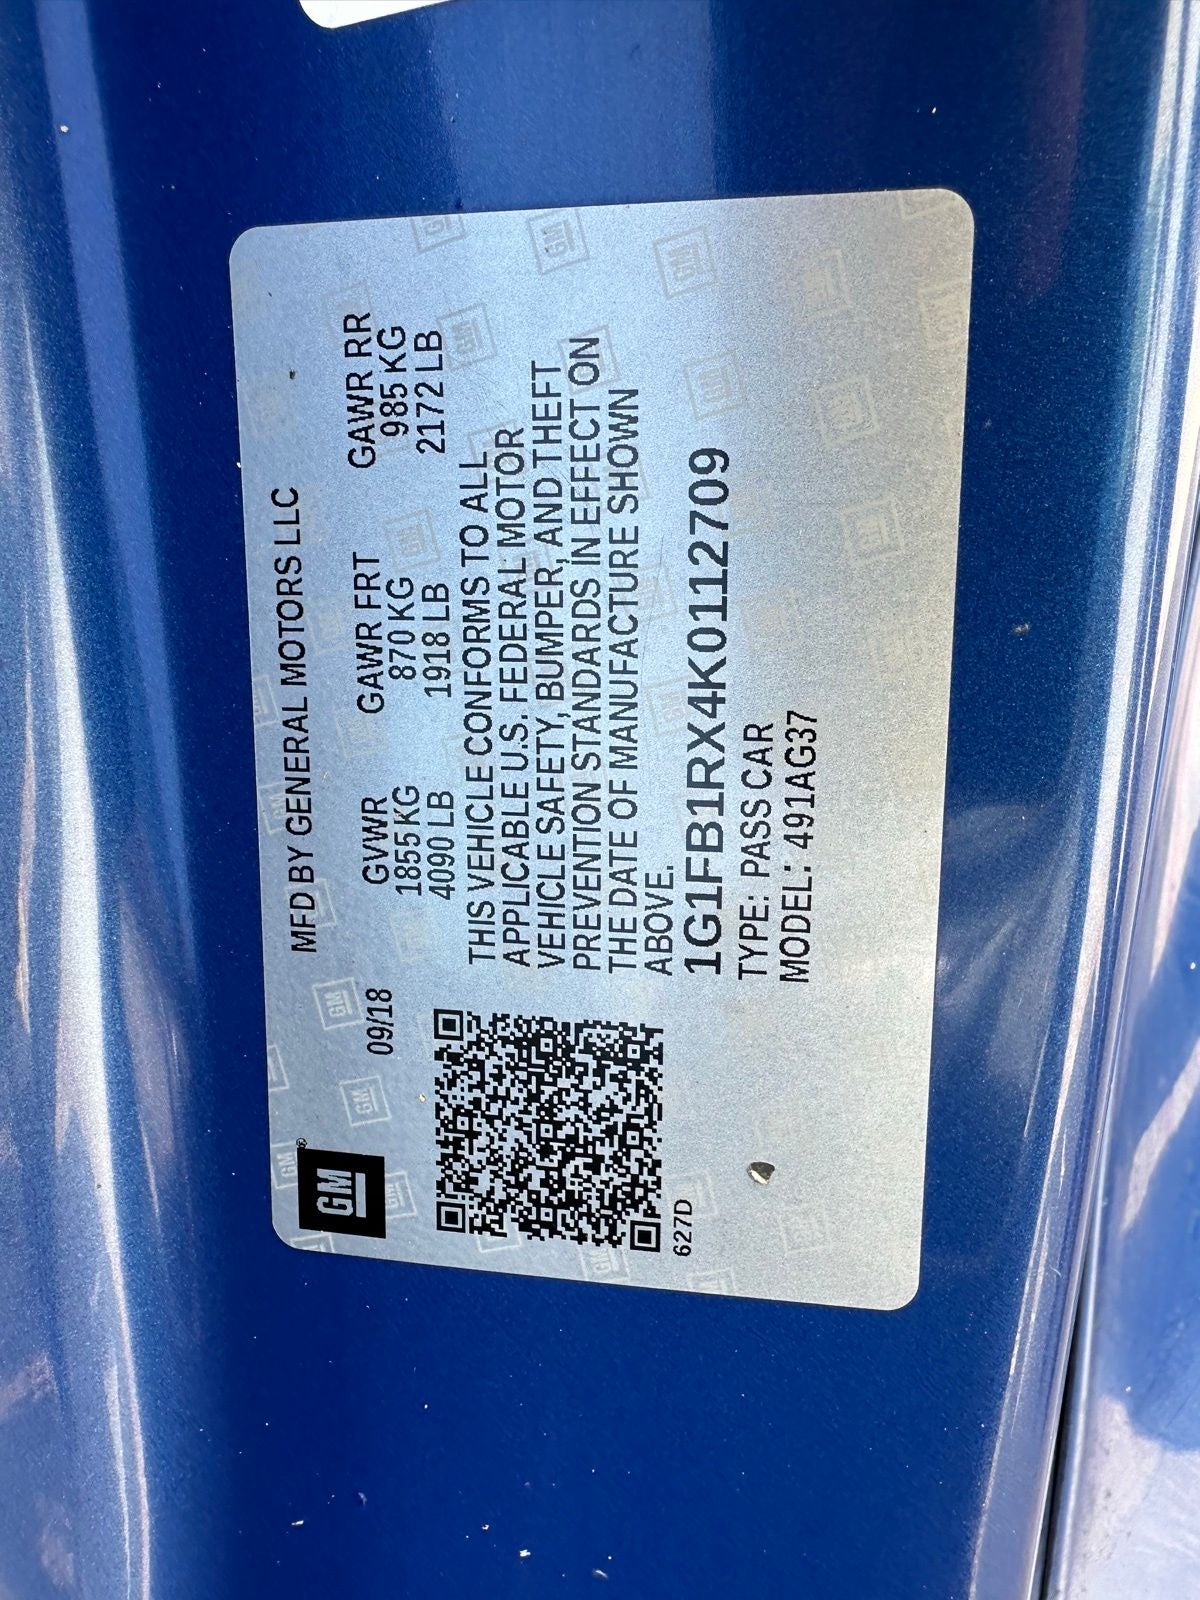 GM®
MFD BY GENERAL MOTORS LLC
09/18
GVWR GAWR FRT GAWR RR
1855 KG 870 KG 985 KG
4090 LB 1918 LB 2172 LB
THIS VEHICLE CONFORMS TO ALL
APPLICABLE U.S. FEDERAL MOTOR
VEHICLE SAFETY, BUMPER, AND THEFT
PREVENTION STANDARDS IN EFFECT ON
THE DATE OF MANUFACTURE SHOWN
ABOVE.
1G1FB1RX4K0112709
TYPE: PASS CAR
MODEL: 491AG37
627D